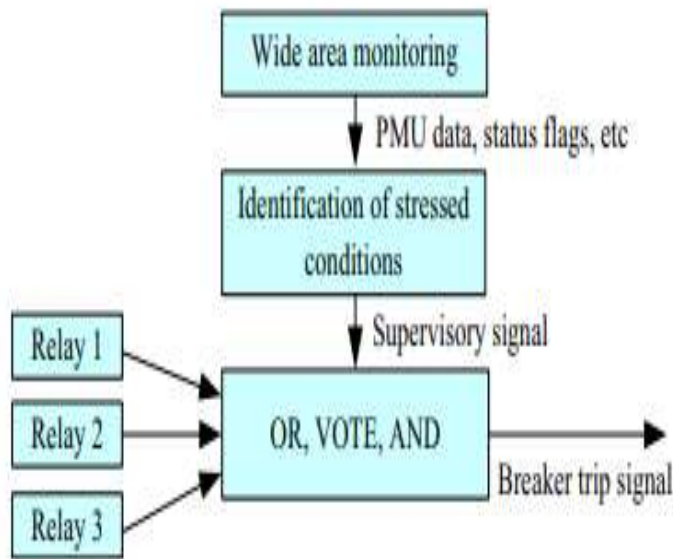 Wide area monitoring
PMU data, status flags, etc
Identification of stressed
conditions
Supervisory signal
Relay 1
Relay 2
Relay 3
OR, VOTE, AND
Breaker trip signal